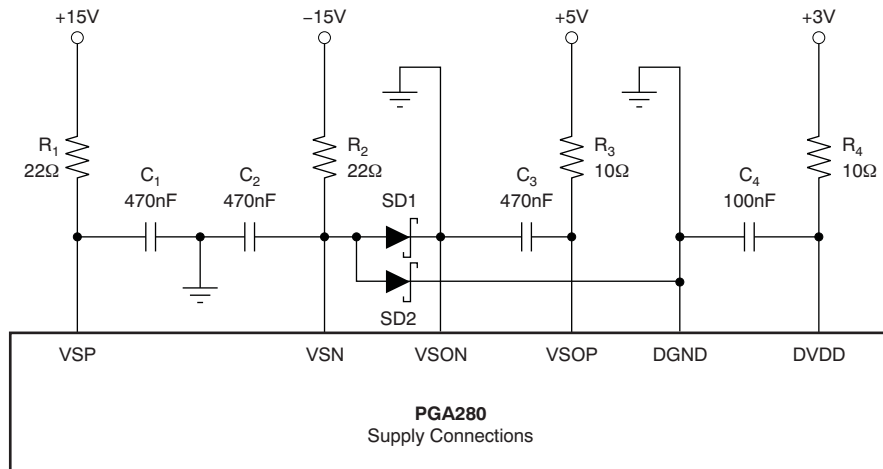 +15V
−15V
+5V
+3V
R1
22Ω
C1
470nF
C2
470nF
R2
22Ω
SD1
SD2
C3
470nF
R3
10Ω
C4
100nF
R4
10Ω
VSP
VSN
VSON
VSOP
DGND
DVDD
PGA280
Supply Connections